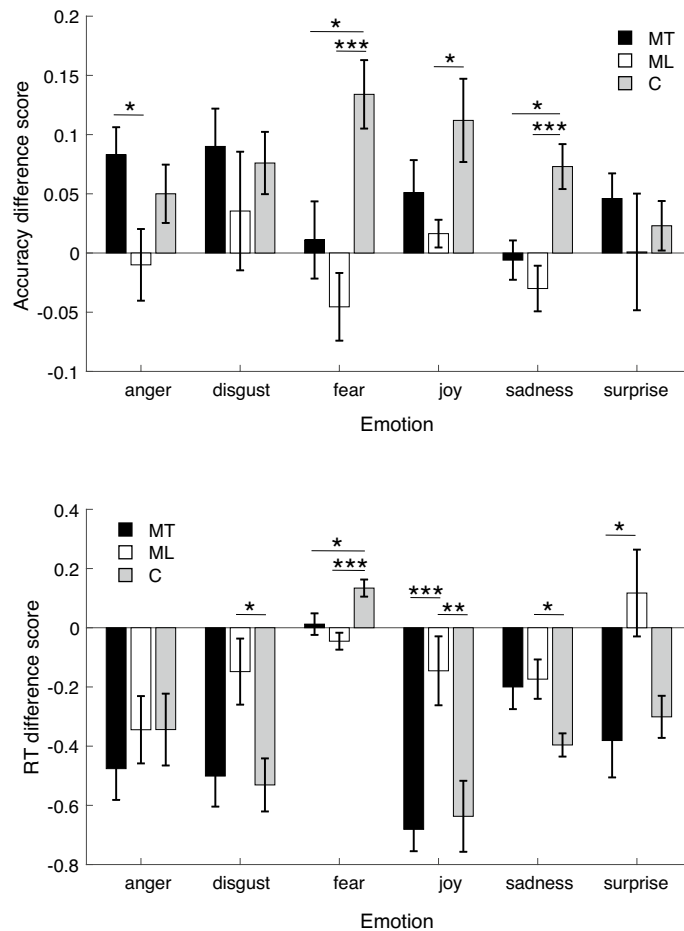 0.2
0.15
0.1
0.05
0
-0.05
-0.1
Accuracy difference score
*
*
***
*
*
***
MT
ML
C
anger disgust fear joy sadness surprise
Emotion
0.4
0.2
0
-0.2
-0.4
-0.6
-0.8
RT difference score
MT
ML
C
*
*
***
***
**
*
*
anger disgust fear joy sadness surprise
Emotion